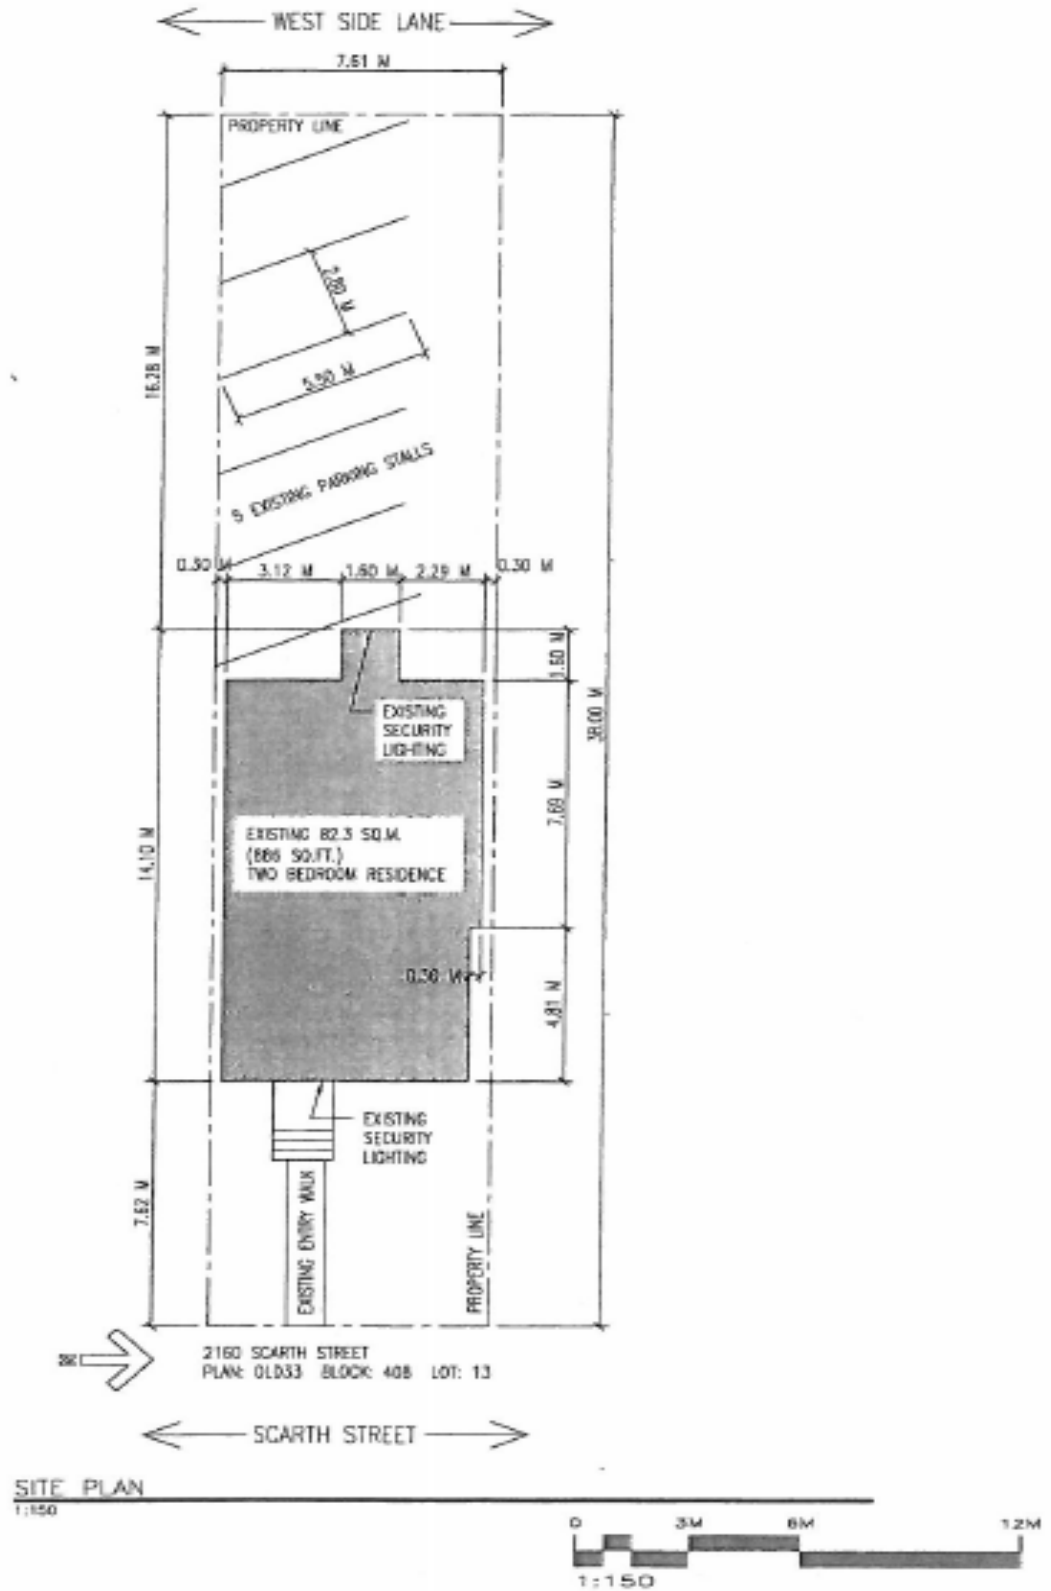 WEST SIDE LANE
7.61 M
PROPERTY LINE
2.80 M
16.28 M
5.50 M
5 EXISTING PARKING STALLS
0.30 M
3.12 M
1.60 M
2.29 M
0.30 M
1.60 M
EXISTING
SECURITY
LIGHTING
38.00 M
7.69 M
EXISTING 82.3 SQ.M.
(886 SQ.FT.)
TWO BEDROOM RESIDENCE
14.10 M
0.30 M
4.81 M
EXISTING
SECURITY
LIGHTING
7.62 M
EXISTING ENTRY WALK
PROPERTY LINE
2160 SCARTH STREET
PLAN: OLD33 BLOCK: 408 LOT: 13
SCARTH STREET
SITE PLAN
1:150
0 3M 6M 12M
1:150